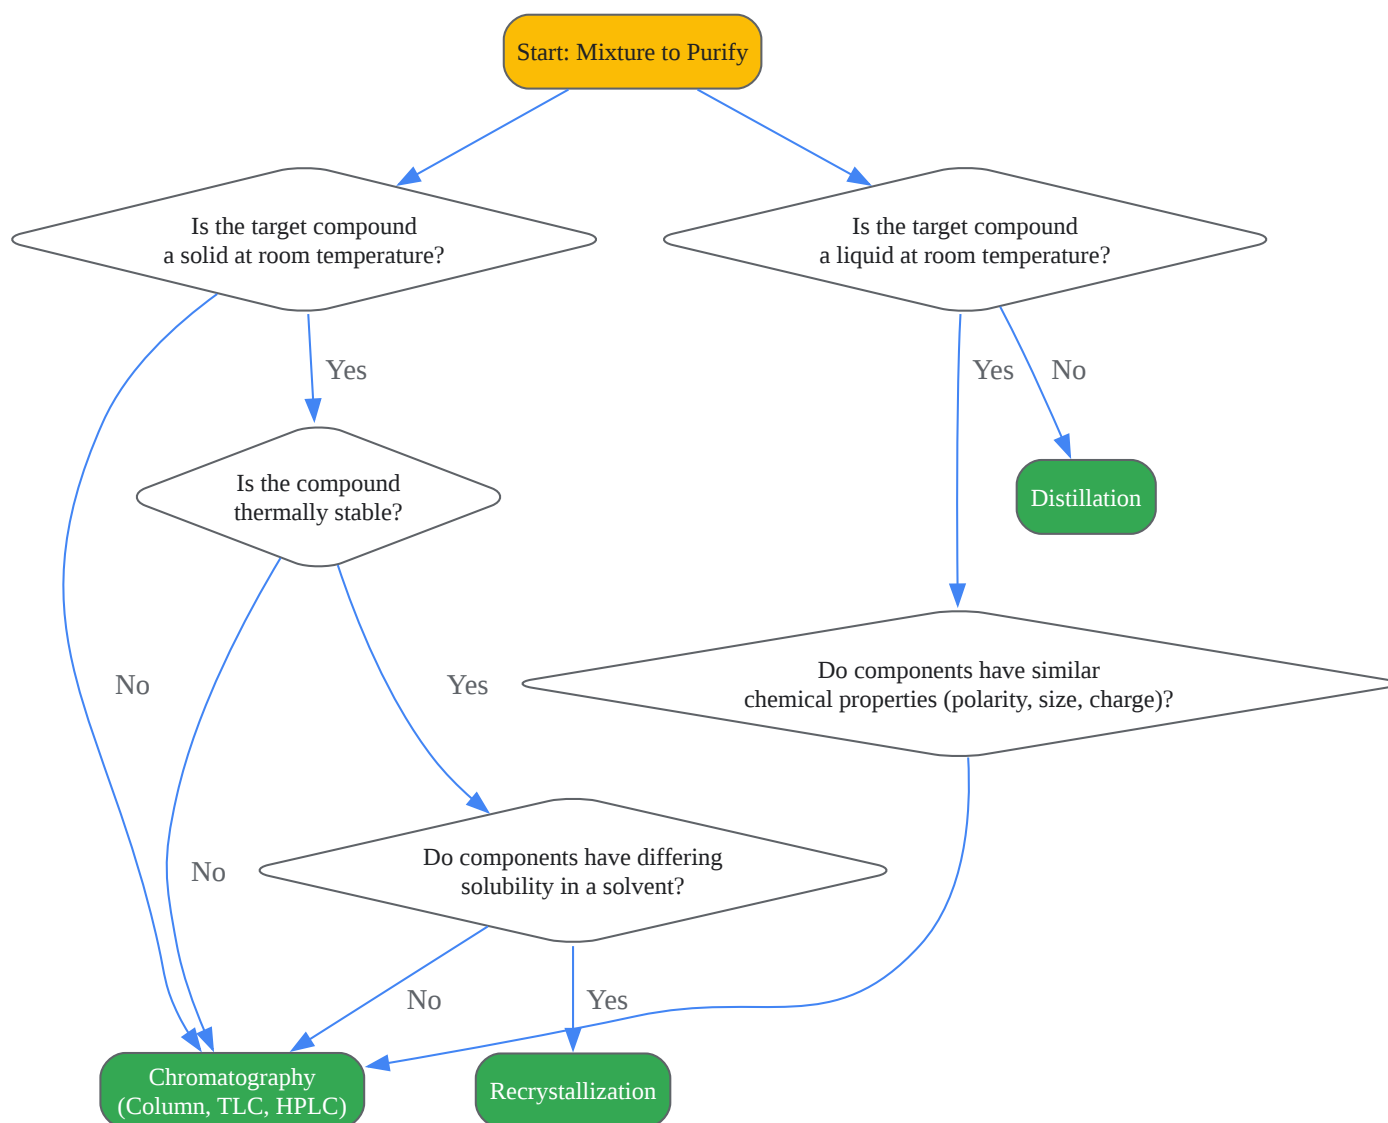 Start: Mixture to Purify
Is the target compound
a solid at room temperature?
Is the target compound
a liquid at room temperature?
Yes
Yes
No
Is the compound
thermally stable?
Distillation
No
Yes
Do components have similar
chemical properties (polarity, size, charge)?
No
Do components have differing
solubility in a solvent?
No
Yes
Chromatography
(Column, TLC, HPLC)
Recrystallization